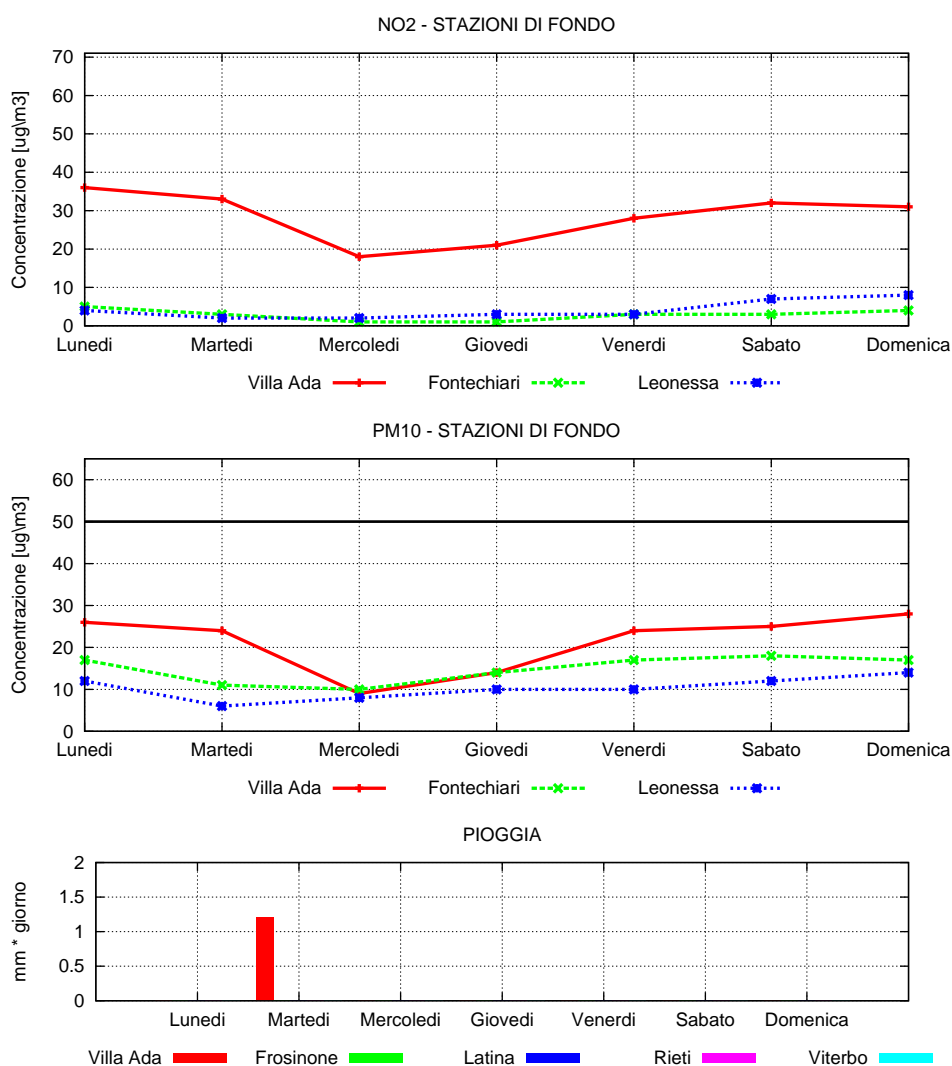 NO2 - STAZIONI DI FONDO
Concentrazione [ug\m3]
70
60
50
40
30
20
10
0
Lunedi Martedi Mercoledi Giovedi Venerdi Sabato Domenica
Villa Ada Fontechiari Leonessa
PM10 - STAZIONI DI FONDO
Concentrazione [ug\m3]
60
50
40
30
20
10
0
Lunedi Martedi Mercoledi Giovedi Venerdi Sabato Domenica
Villa Ada Fontechiari Leonessa
PIOGGIA
mm * giorno
2
1.5
1
0.5
0
Lunedi Martedi Mercoledi Giovedi Venerdi Sabato Domenica
Villa Ada Frosinone Latina Rieti Viterbo